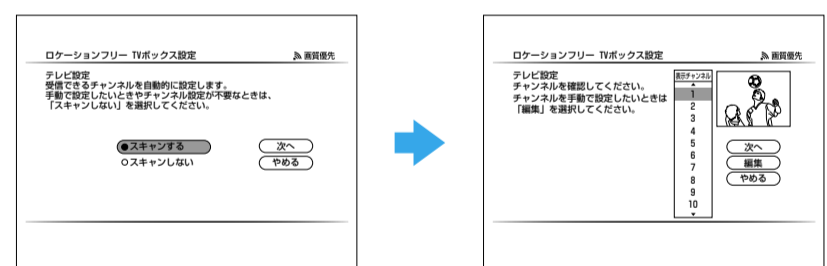 ロケーションフリー TVボックス設定
画質優先
テレビ設定
受信できるチャンネルを自動的に設定します。
手動で設定したいときやチャンネル設定が不要なときは、
「スキャンしない」を選択してください。
●スキャンする
○スキャンしない
次へ
やめる
ロケーションフリー TVボックス設定
画質優先
テレビ設定
チャンネルを確認してください。
チャンネルを手動で設定したいときは
「編集」を選択してください。
表示チャンネル
1
2
3
4
5
6
7
8
9
10
次へ
編集
やめる